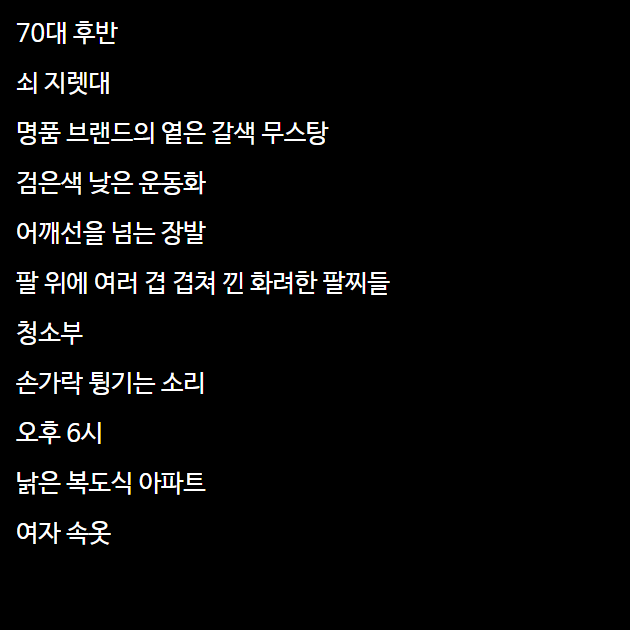 70대 후반
쇠 지렛대
명품 브랜드의 옅은 갈색 무스탕
검은색 낮은 운동화
어깨선을 넘는 장발
팔 위에 여러 겹 겹쳐 낀 화려한 팔찌들
청소부
손가락 튕기는 소리
오후 6시
낡은 복도식 아파트
여자 속옷